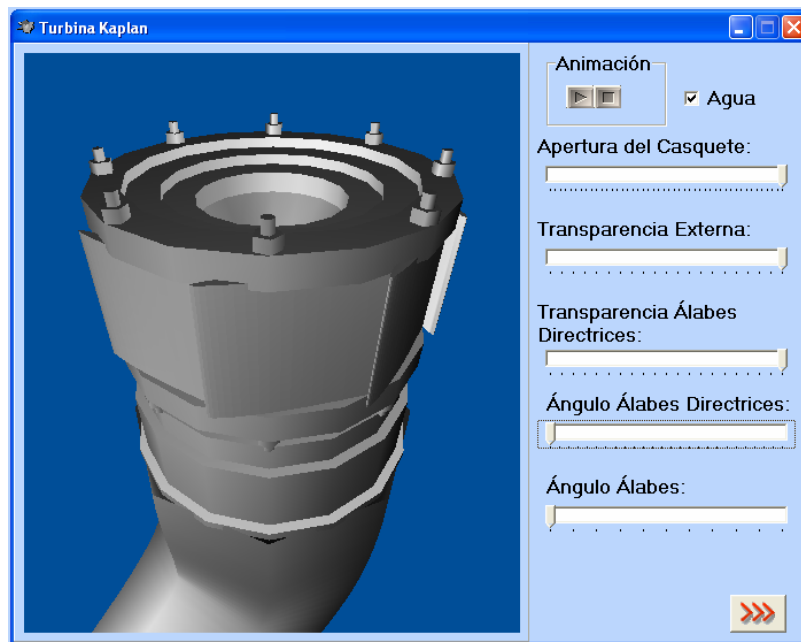 Turbina Kaplan
Animación
Agua
Apertura del Casquete:
Transparencia Externa:
Transparencia Álabes
Directrices:
Ángulo Álabes Directrices:
Ángulo Álabes: